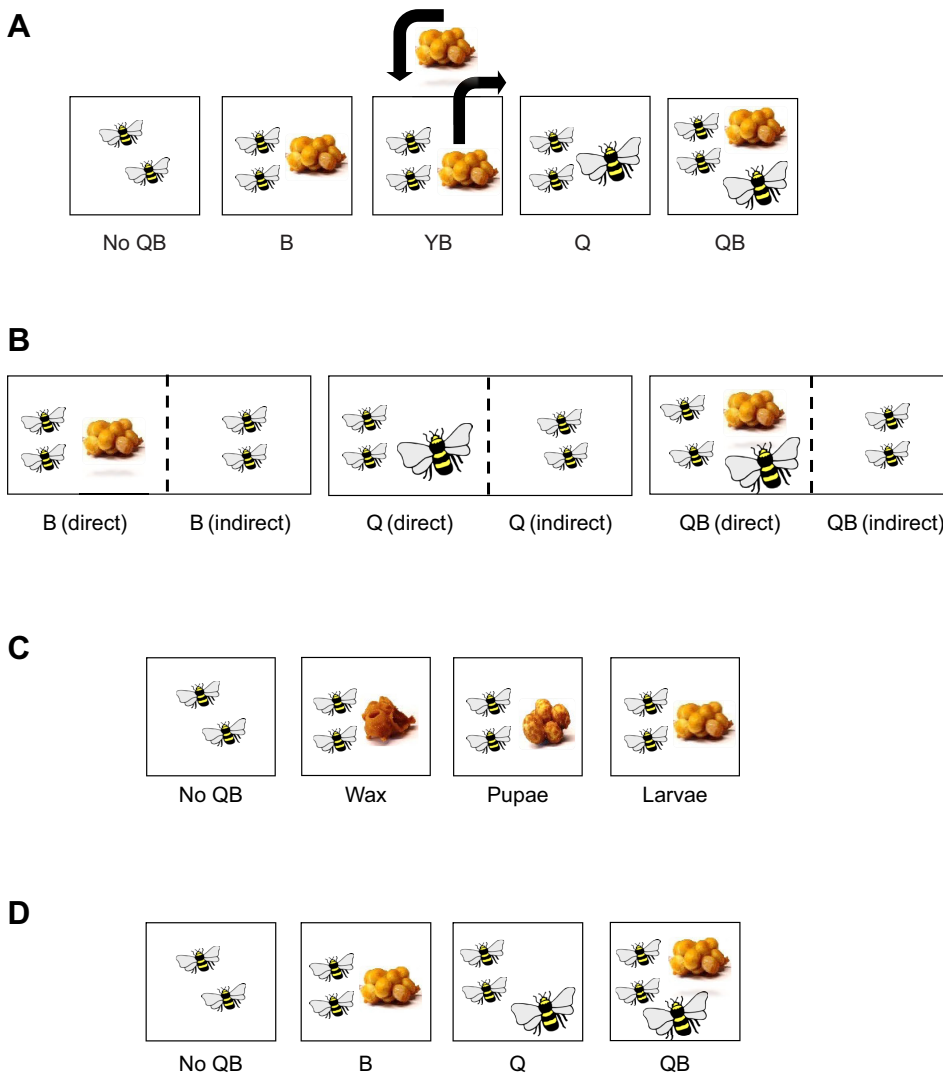 A
No QB B YB Q QB
B
B (direct) B (indirect) Q (direct) Q (indirect) QB (direct) QB (indirect)
C
No QB Wax Pupae Larvae
D
No QB B Q QB